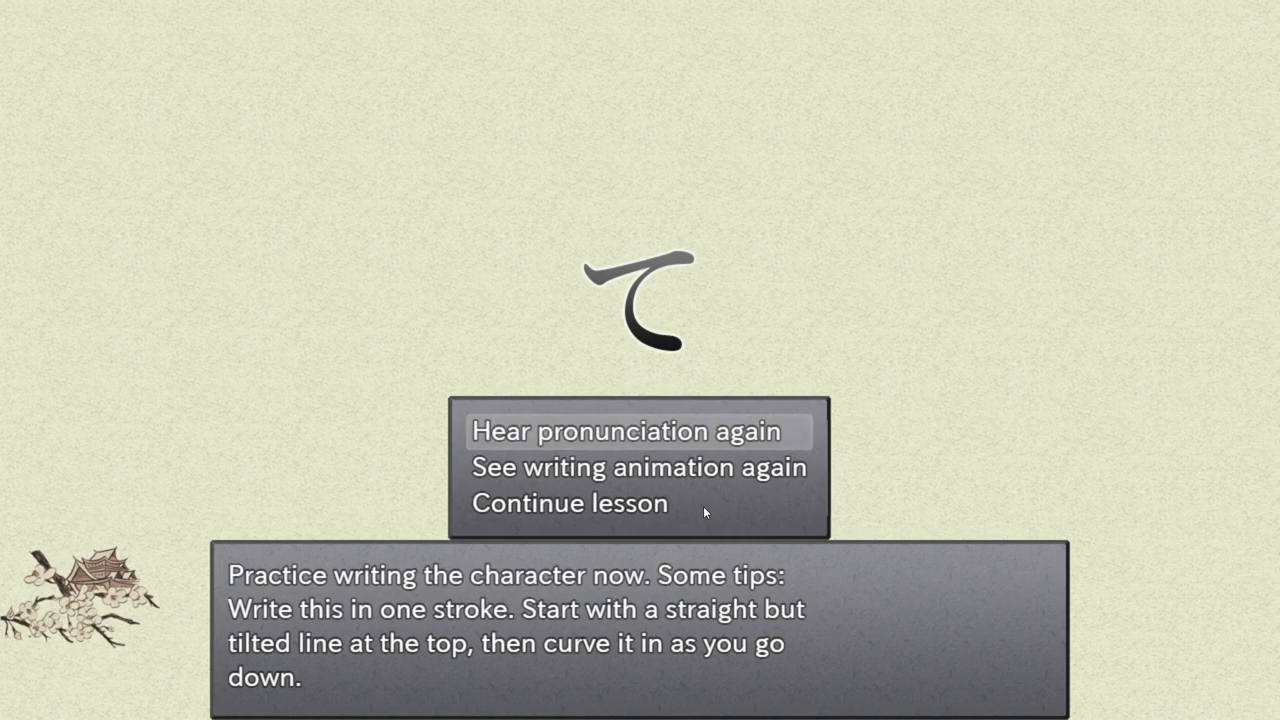 て
Hear pronunciation again
See writing animation again
Continue lesson
Practice writing the character now. Some tips:
Write this in one stroke. Start with a straight but
tilted line at the top, then curve it in as you go
down.